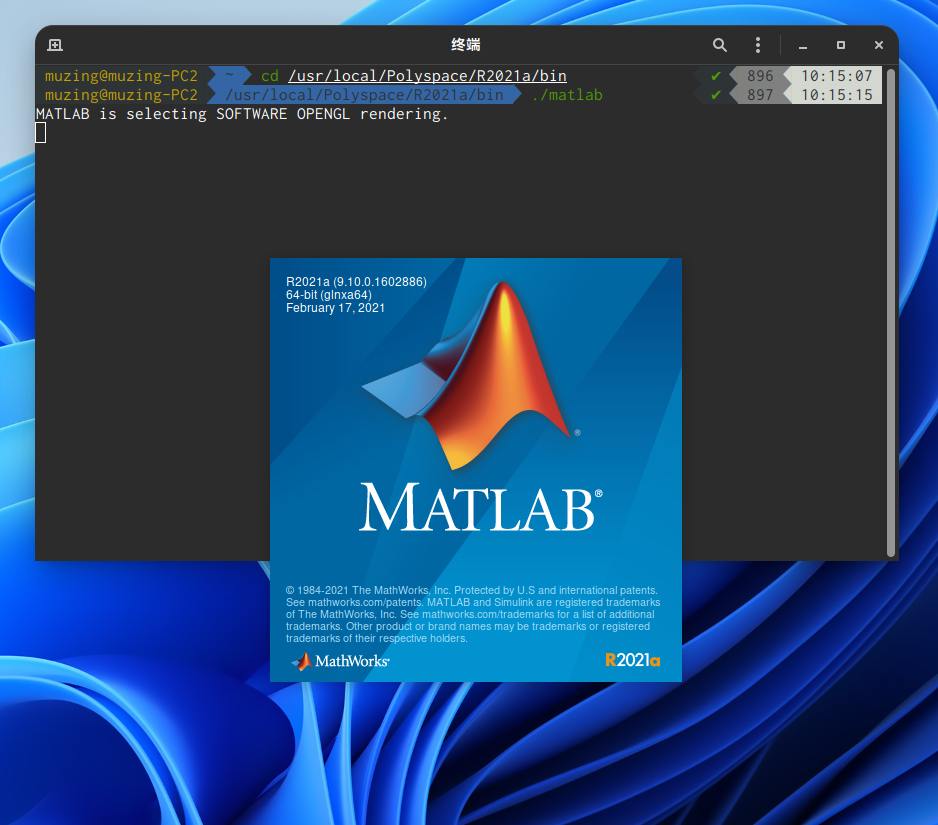 终端
muzing@muzing-PC2 ~ cd /usr/local/Polyspace/R2021a/bin ✔ 896 10:15:07
muzing@muzing-PC2 /usr/local/Polyspace/R2021a/bin ./matlab ✔ 897 10:15:15
MATLAB is selecting SOFTWARE OPENGL rendering.
R2021a (9.10.0.1602886)
64-bit (glnxa64)
February 17, 2021
®
MATLAB®
© 1984-2021 The MathWorks, Inc. Protected by U.S and international patents.
See mathworks.com/patents. MATLAB and Simulink are registered trademarks
of The MathWorks, Inc. See mathworks.com/trademarks for a list of additional
trademarks. Other product or brand names may be trademarks or registered
trademarks of their respective holders.
MathWorks® R2021a